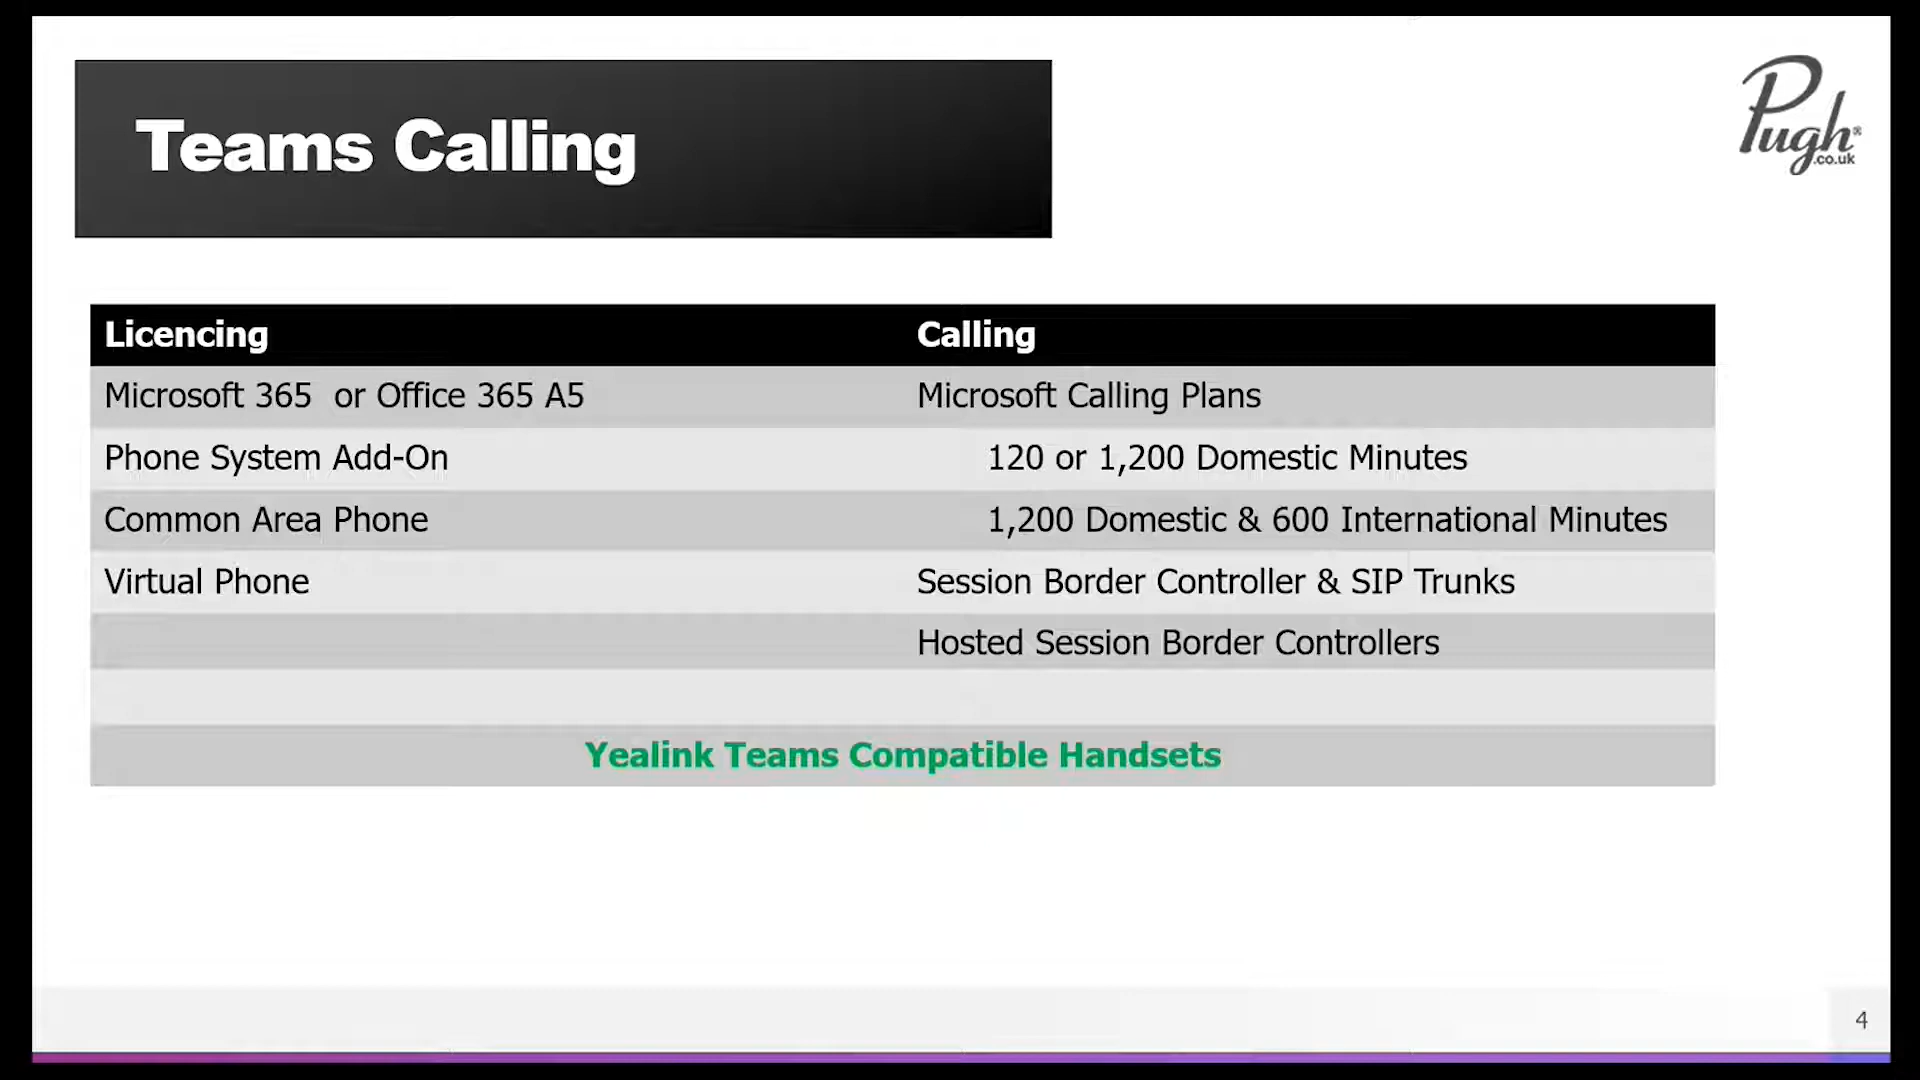 Teams Calling
Pugh®
.co.uk
Licencing Calling
Microsoft 365 or Office 365 A5 Microsoft Calling Plans
Phone System Add-On 120 or 1,200 Domestic Minutes
Common Area Phone 1,200 Domestic & 600 International Minutes
Virtual Phone Session Border Controller & SIP Trunks
Hosted Session Border Controllers
Yealink Teams Compatible Handsets
4